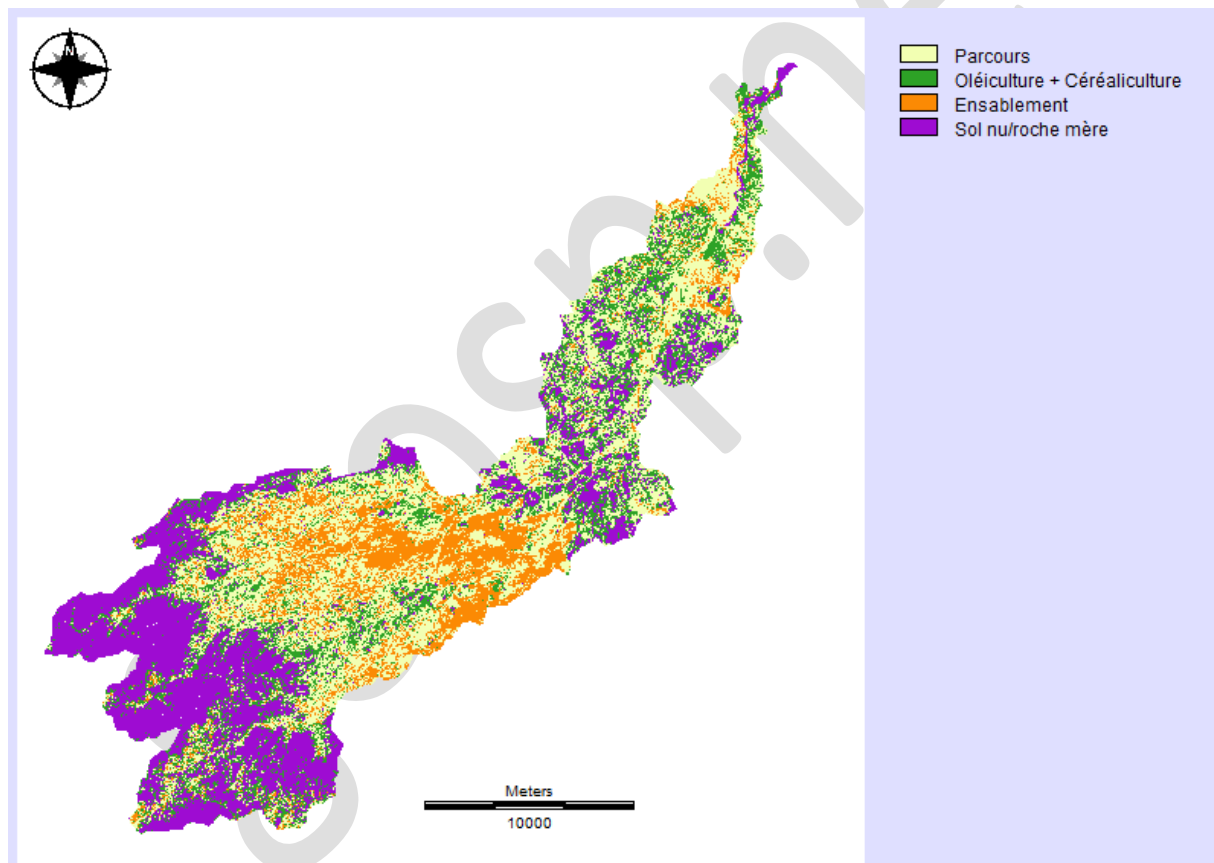 N
Parcours
Oléiculture + Céréaliculture
Ensablement
Sol nu/roche mère
Meters
10000